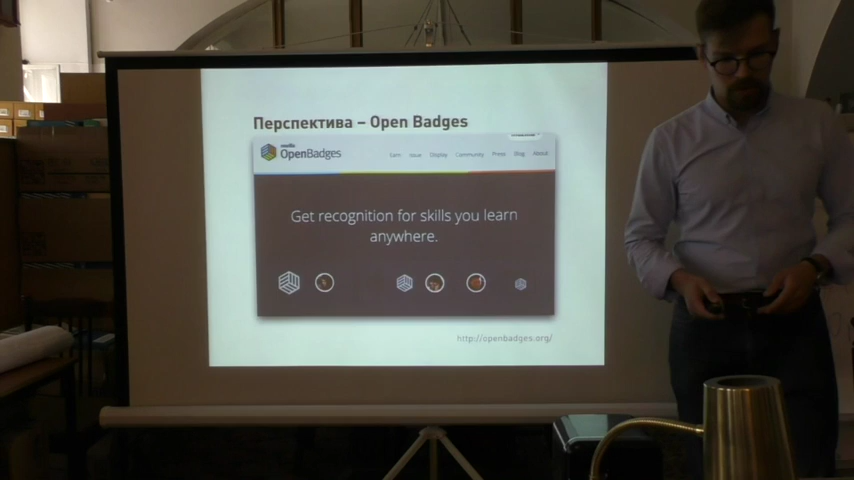 Перспектива – Open Badges
mozilla
OpenBadges
Earn Issue Display Community Press Blog About
Get recognition for skills you learn
anywhere.
http://openbadges.org/